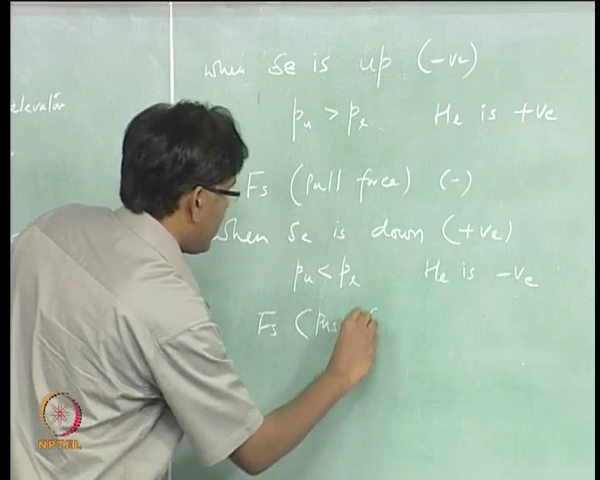 elevator
when δe is up (-ve)
pu > pl He is +ve
Fs (pull force) (-)
when δe is down (+ve)
pu < pl He is -ve
Fs (pus
NPTEL